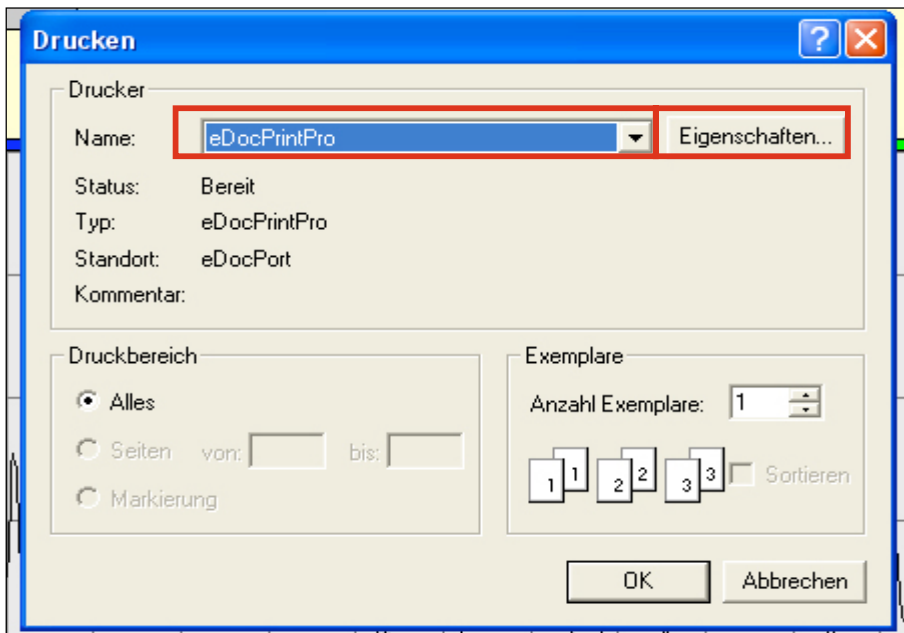 Drucken
Drucker
Name: eDocPrintPro Eigenschaften...
Status: Bereit
Typ: eDocPrintPro
Standort: eDocPort
Kommentar:
Druckbereich
Alles
Seiten von: bis:
Markierung
Exemplare
Anzahl Exemplare: 1
1 1 2 2 3 3 Sortieren
OK Abbrechen